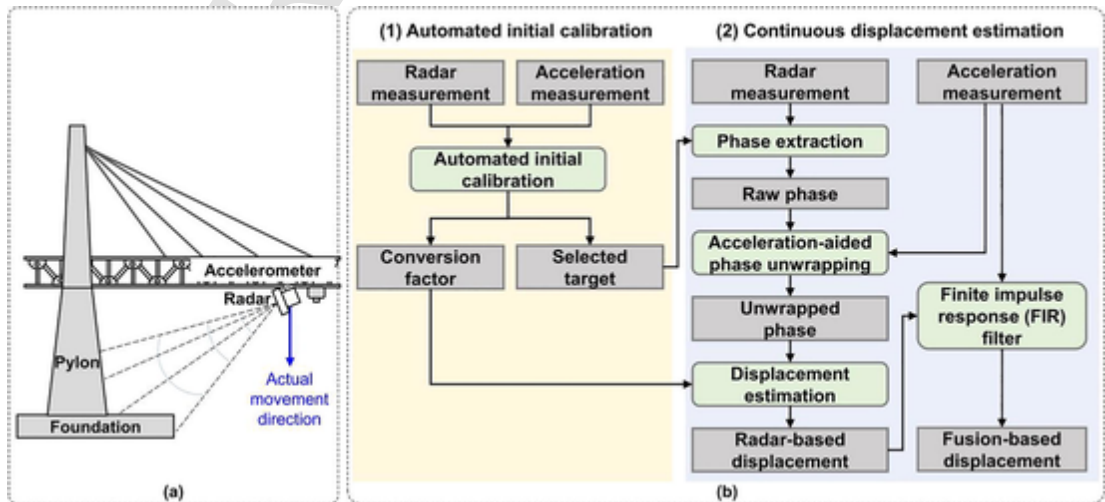 Accelerometer
Radar
Pylon
Actual
movement
direction
Foundation
(a)
(1) Automated initial calibration
Radar
measurement
Acceleration
measurement
Automated initial
calibration
Conversion
factor
Selected
target
(2) Continuous displacement estimation
Radar
measurement
Acceleration
measurement
Phase extraction
Raw phase
Acceleration-aided
phase unwrapping
Unwrapped
phase
Finite impulse
response (FIR)
filter
Displacement
estimation
Radar-based
displacement
Fusion-based
displacement
(b)